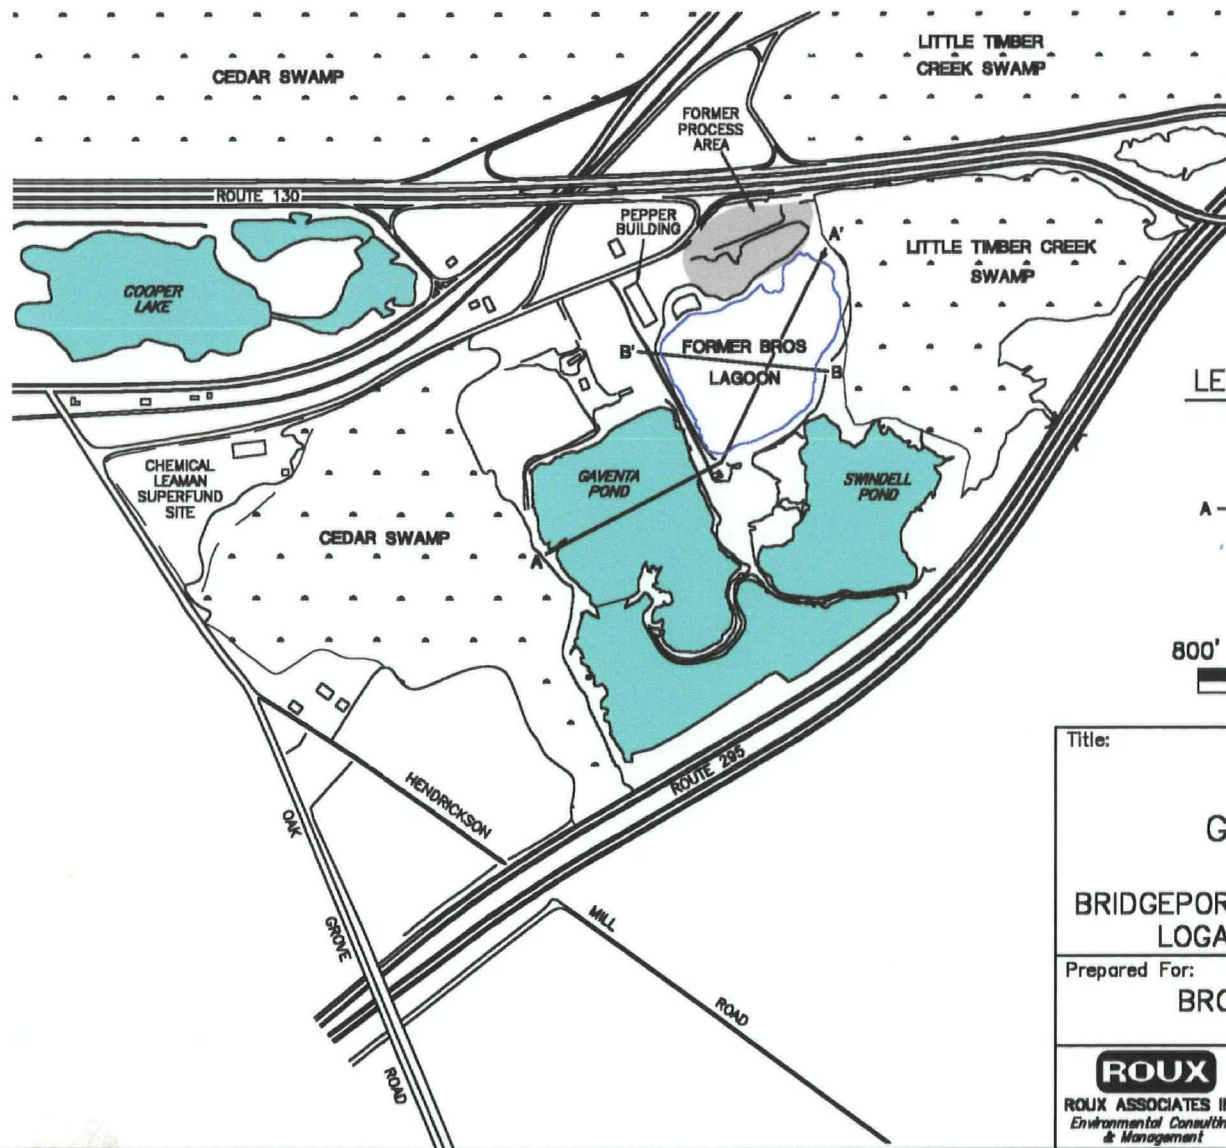 CEDAR SWAMP
LITTLE TIMBER
CREEK SWAMP
FORMER
PROCESS
AREA
ROUTE 130
PEPPER
BUILDING
A'
LITTLE TIMBER CREEK
SWAMP
COOPER
LAKE
B'
FORMER BROS
LAGOON
B
LE
CHEMICAL
LEAMAN
SUPERFUND
SITE
GAVENTA
POND
SWINDELL
POND
A
CEDAR SWAMP
A
800'
Title:
ROUTE 295
HENDRICKSON
OAK
G
BRIDGEPOR
LOGA
MILL
GROVE
Prepared For:
BRO
ROAD
ROAD
ROUX
ROUX ASSOCIATES IN
Environmental Consultin
& Management